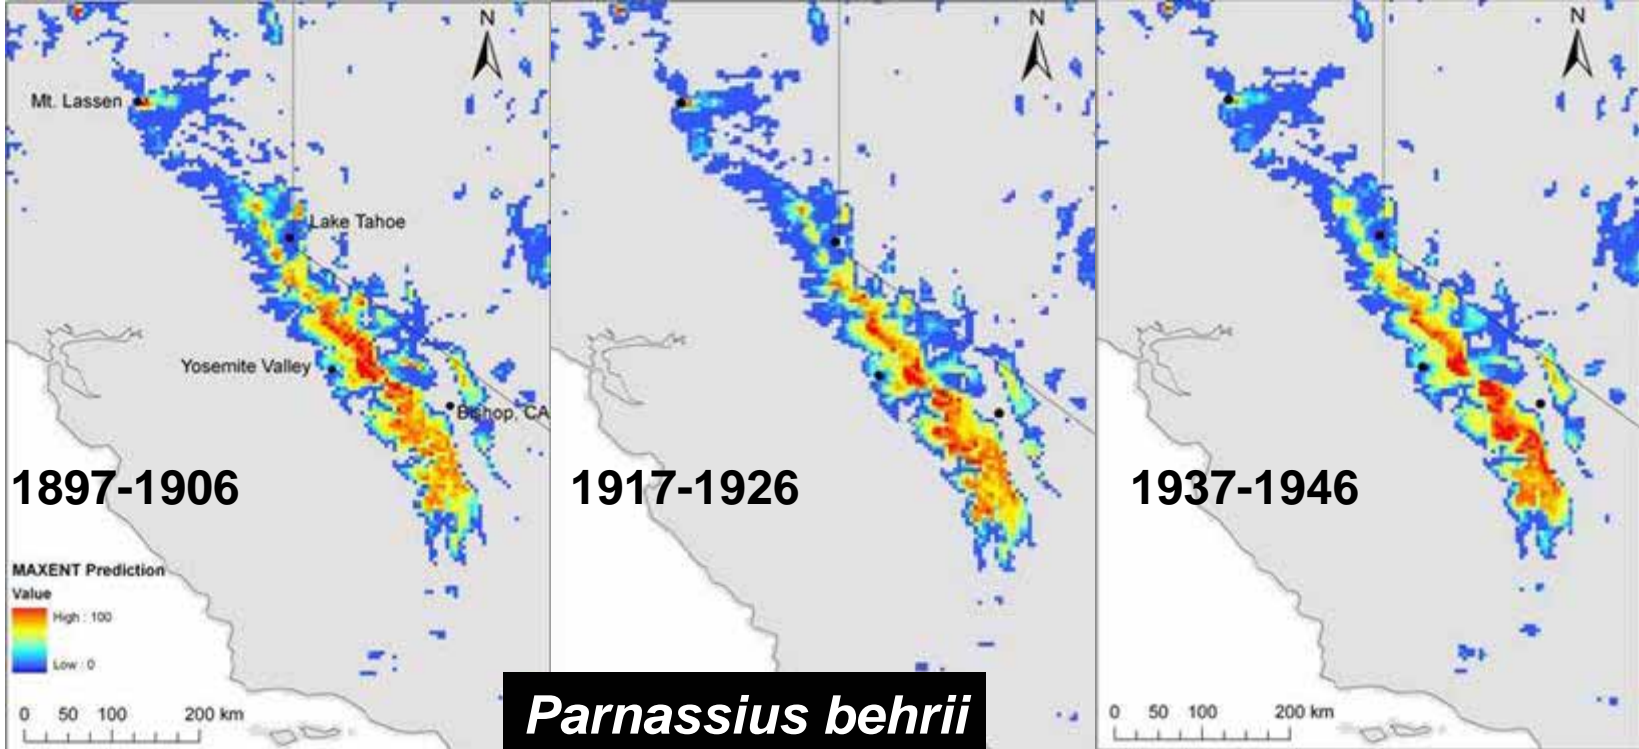 N
Mt. Lassen
Lake Tahoe
Yosemite Valley
Bishop, CA
1897-1906
MAXENT Prediction
Value
High : 100
Low : 0
0 50 100 200 km
N
1917-1926
Parnassius behrii
N
1937-1946
0 50 100 200 km